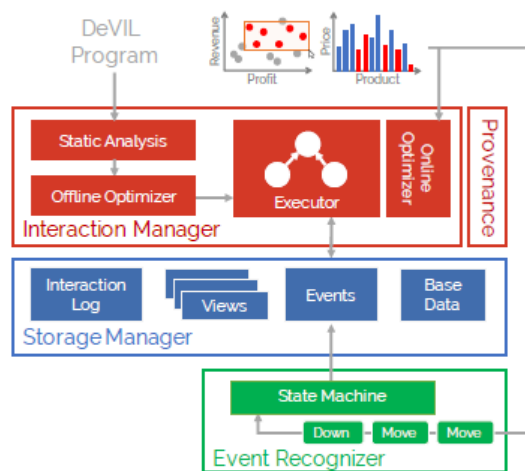 DeVIL
Program
Revenue
Profit
Price
Product
Static Analysis
Offline Optimizer
Executor
Online
Optimizer
Provenance
Interaction Manager
Interaction
Log
Views
Events
Base
Data
Storage Manager
State Machine
Down
Move
Move
Event Recognizer